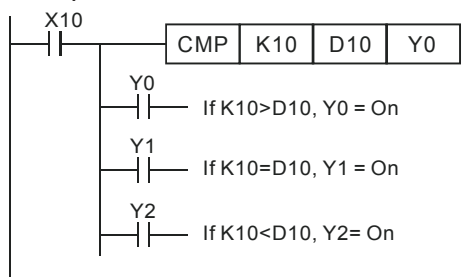 X10
CMP K10 D10 Y0
Y0
If K10>D10, Y0 = On
Y1
If K10=D10, Y1 = On
Y2
If K10<D10, Y2= On